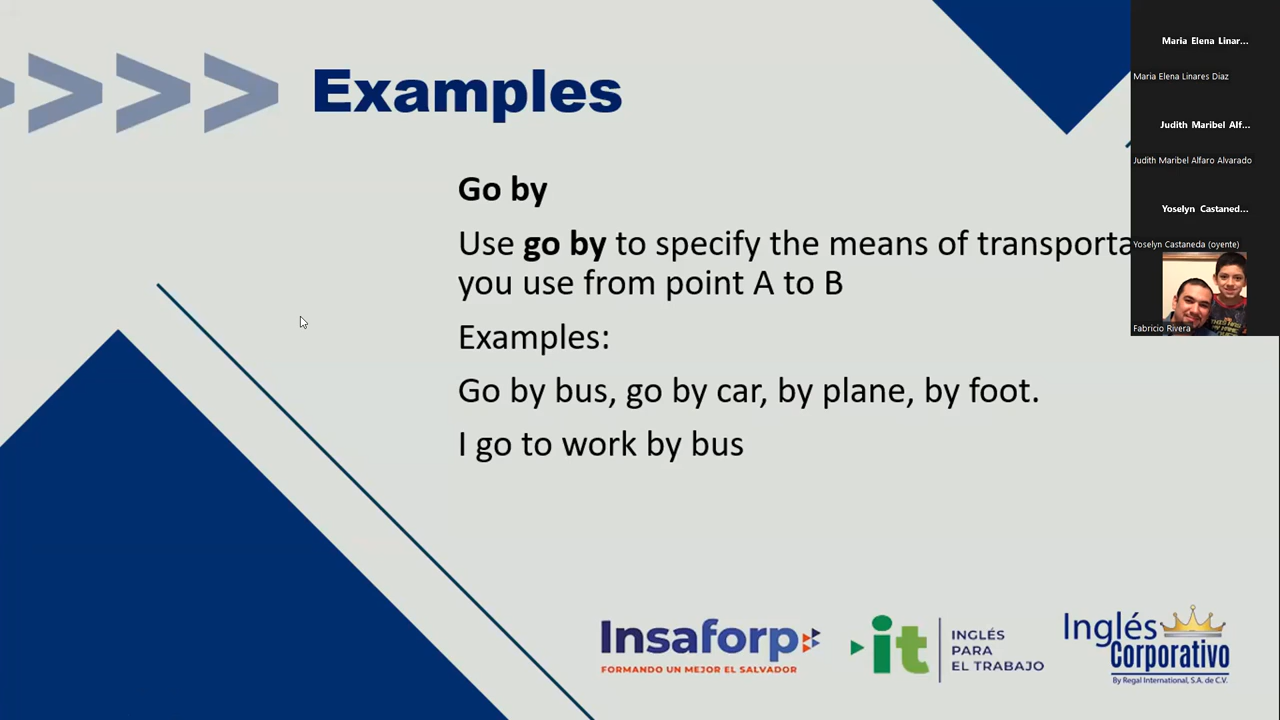 Examples
Go by
Use go by to specify the means of transporta
you use from point A to B
Examples:
Go by bus, go by car, by plane, by foot.
I go to work by bus
Maria Elena Linar...
Maria Elena Linares Diaz
Judith Maribel Alf...
Judith Maribel Alfaro Alvarado
Yoselyn Castaned...
Yoselyn Castaneda (oyente)
Fabricio Rivera
Insaforp
FORMANDO UN MEJOR EL SALVADOR
it
INGLÉS
PARA
EL TRABAJO
Inglés
Corporativo
By Regal International, S.A. de C.V.